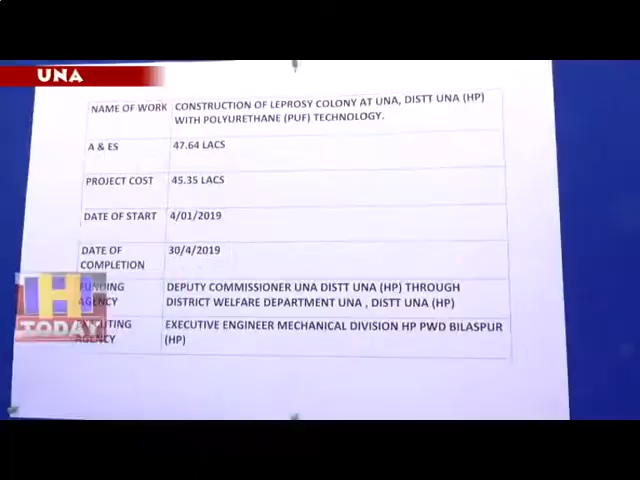 UNA
NAME OF WORK CONSTRUCTION OF LEPROSY COLONY AT UNA, DISTT UNA (HP)
WITH POLYURETHANE (PUF) TECHNOLOGY.
A & ES 47.64 LACS
PROJECT COST 45.35 LACS
DATE OF START 4/01/2019
DATE OF COMPLETION 30/4/2019
FUNDING AGENCY DEPUTY COMMISSIONER UNA DISTT UNA (HP) THROUGH
DISTRICT WELFARE DEPARTMENT UNA , DISTT UNA (HP)
AGENCY EXECUTIVE ENGINEER MECHANICAL DIVISION HP PWD BILASPUR
(HP)
TODAY